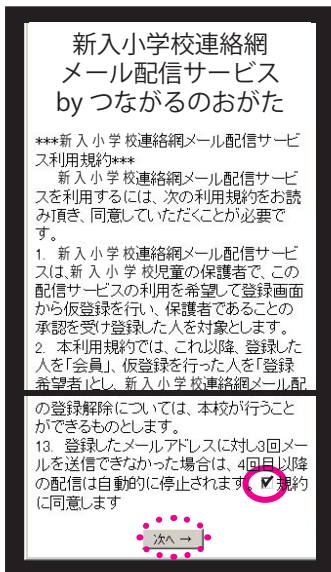 新入小学校連絡網
メール配信サービス
by つながるのおがた
***新入小学校連絡網メール配信サービ
ス利用規約***
新入小学校連絡網メール配信サービ
スを利用するには、次の利用規約をお読
み頂き、同意していただくことが必要で
す。
1. 新入小学校連絡網メール配信サービ
スは、新入小学校児童の保護者で、この
配信サービスの利用を希望して登録画面
から仮登録を行い、保護者であることの
承認を受け登録した人を対象とします。
2. 本利用規約では、これ以降、登録した
人を「会員」、仮登録を行った人を「登録
希望者」とし、新入小学校連絡網メール配
の登録解除については、本校が行うこと
ができるものとします。
13. 登録したメールアドレスに対し3回メー
ルを送信できなかった場合は、4回目以降
の配信は自動的に停止されます。 規約
に同意します
次へ →